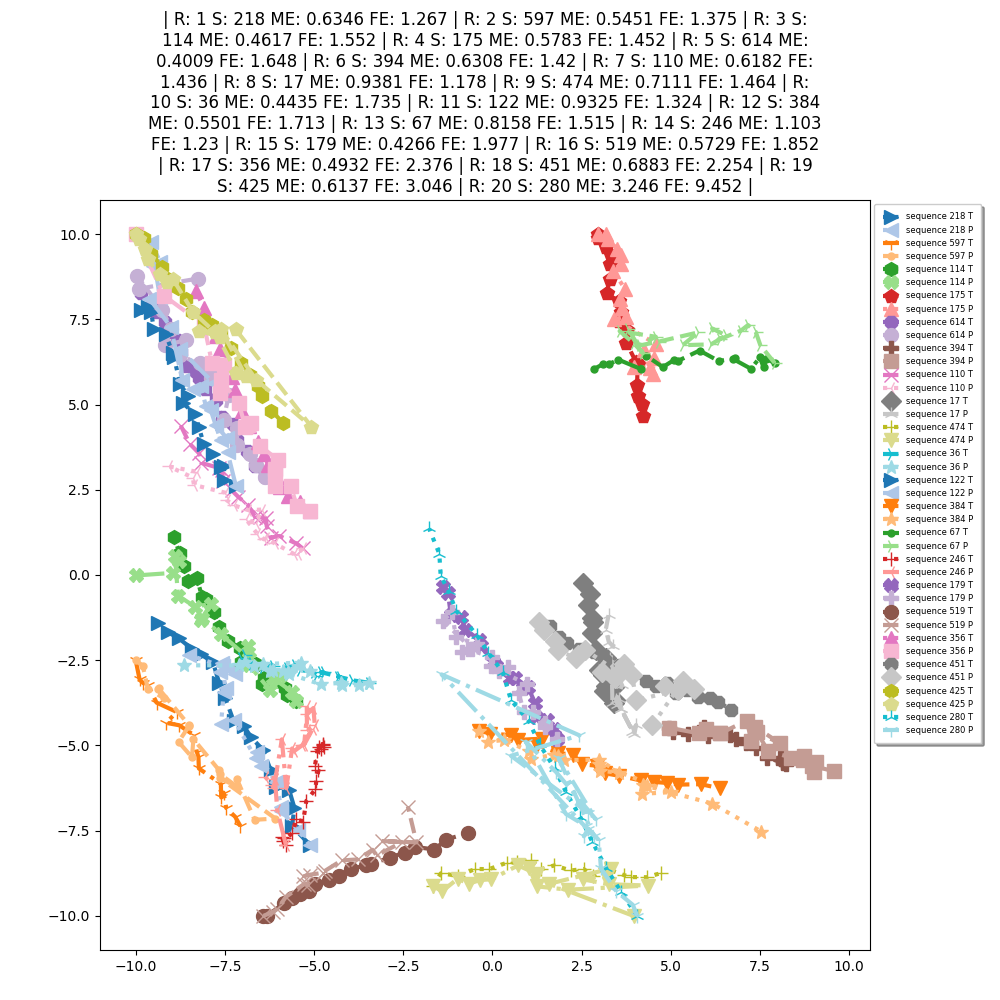 | R: 1 S: 218 ME: 0.6346 FE: 1.267 | R: 2 S: 597 ME: 0.5451 FE: 1.375 | R: 3 S:
114 ME: 0.4617 FE: 1.552 | R: 4 S: 175 ME: 0.5783 FE: 1.452 | R: 5 S: 614 ME:
0.4009 FE: 1.648 | R: 6 S: 394 ME: 0.6308 FE: 1.42 | R: 7 S: 110 ME: 0.6182 FE:
1.436 | R: 8 S: 17 ME: 0.9381 FE: 1.178 | R: 9 S: 474 ME: 0.7111 FE: 1.464 | R:
10 S: 36 ME: 0.4435 FE: 1.735 | R: 11 S: 122 ME: 0.9325 FE: 1.324 | R: 12 S: 384
ME: 0.5501 FE: 1.713 | R: 13 S: 67 ME: 0.8158 FE: 1.515 | R: 14 S: 246 ME: 1.103
FE: 1.23 | R: 15 S: 179 ME: 0.4266 FE: 1.977 | R: 16 S: 519 ME: 0.5729 FE: 1.852
| R: 17 S: 356 ME: 0.4932 FE: 2.376 | R: 18 S: 451 ME: 0.6883 FE: 2.254 | R: 19
S: 425 ME: 0.6137 FE: 3.046 | R: 20 S: 280 ME: 3.246 FE: 9.452 |
10.0
7.5
5.0
2.5
0.0
−2.5
−5.0
−7.5
−10.0
−10.0
−7.5
−5.0
−2.5
0.0
2.5
5.0
7.5
10.0
sequence 218 T
sequence 218 P
sequence 597 T
sequence 597 P
sequence 114 T
sequence 114 P
sequence 175 T
sequence 175 P
sequence 614 T
sequence 614 P
sequence 394 T
sequence 394 P
sequence 110 T
sequence 110 P
sequence 17 T
sequence 17 P
sequence 474 T
sequence 474 P
sequence 36 T
sequence 36 P
sequence 122 T
sequence 122 P
sequence 384 T
sequence 384 P
sequence 67 T
sequence 67 P
sequence 246 T
sequence 246 P
sequence 179 T
sequence 179 P
sequence 519 T
sequence 519 P
sequence 356 T
sequence 356 P
sequence 451 T
sequence 451 P
sequence 425 T
sequence 425 P
sequence 280 T
sequence 280 P